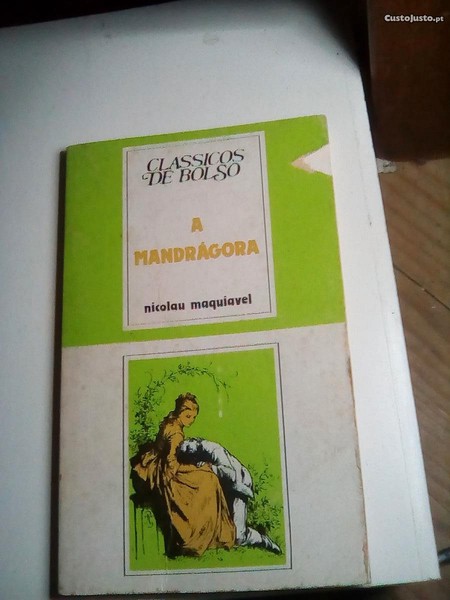 CustoJusto.pt
CLASSICOS
DE BOLSO
A
MANDRÁGORA
nicolau maquiavel